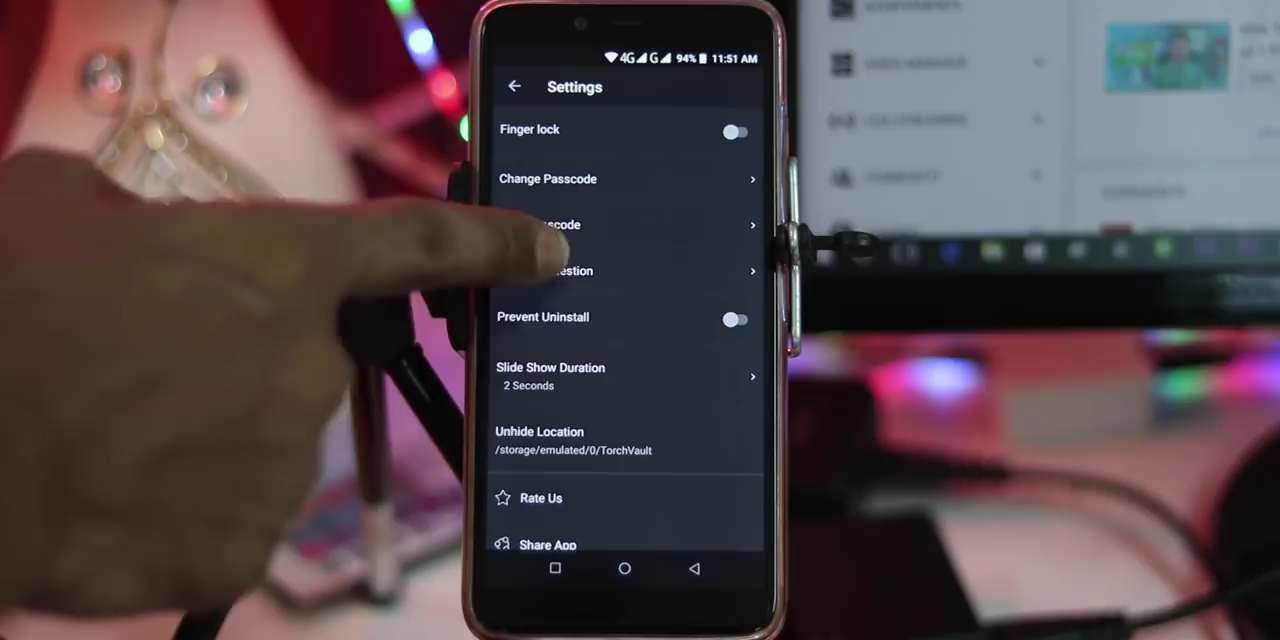 4G G 94% 11:51 AM
Settings
Finger lock
Change Passcode
scode
estion
Prevent Uninstall
Slide Show Duration
2 Seconds
Unhide Location
/storage/emulated/0/TorchVault
Rate Us
Share App